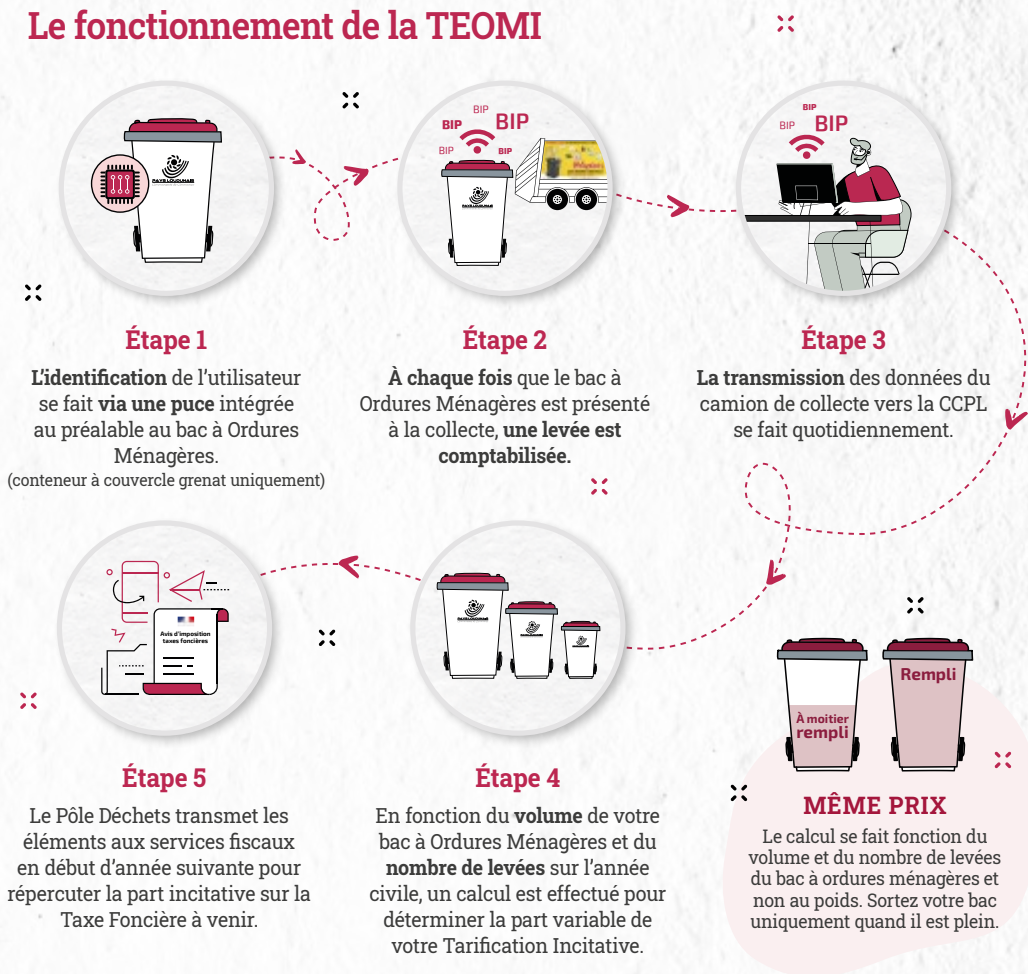 Le fonctionnement de la TEOMI
PAYS LOUDUNAIS
Étape 1
L'identification de l'utilisateur
se fait via une puce intégrée
au préalable au bac à Ordures
Ménagères.
(conteneur à couvercle grenat uniquement)
BIP
BIP
BIP
BIP
BIP
PAYS LOUDUNAIS
Étape 2
À chaque fois que le bac à
Ordures Ménagères est présenté
à la collecte, une levée est
comptabilisée.
BIP
BIP
BIP
Étape 3
La transmission des données du
camion de collecte vers la CCPL
se fait quotidiennement.
PAYS LOUDUNAIS
Étape 4
En fonction du volume de votre
bac à Ordures Ménagères et du
nombre de levées sur l'année
civile, un calcul est effectué pour
déterminer la part variable de
votre Tarification Incitative.
Avis d'imposition
taxes foncières
Étape 5
Le Pôle Déchets transmet les
éléments aux services fiscaux
en début d'année suivante pour
répercuter la part incitative sur la
Taxe Foncière à venir.
À moitier
rempli
Rempli
MÊME PRIX
Le calcul se fait fonction du
volume et du nombre de levées
du bac à ordures ménagères et
non au poids. Sortez votre bac
uniquement quand il est plein.